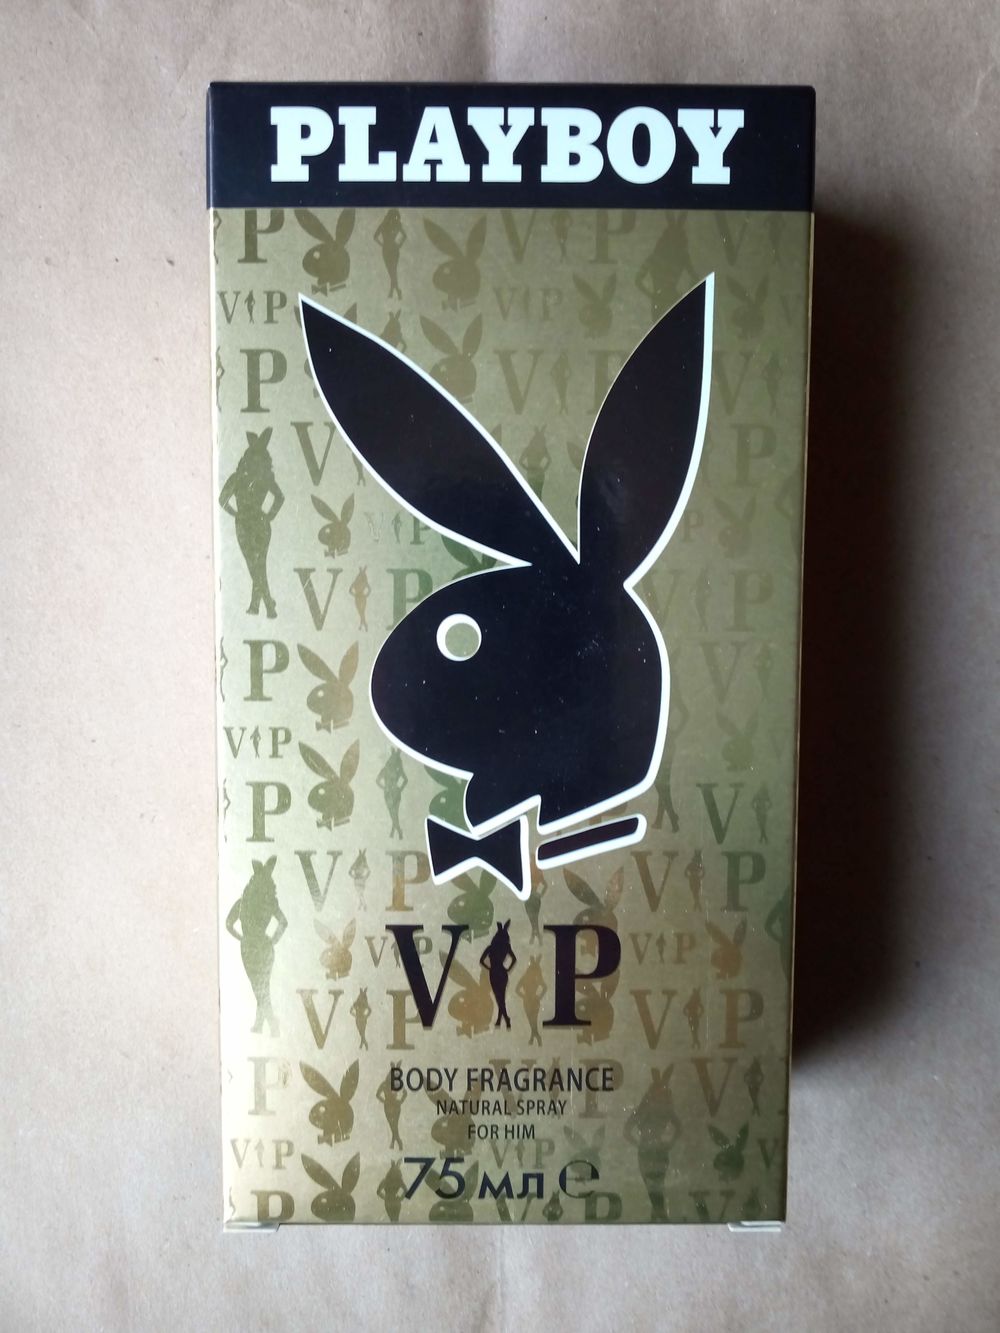 PLAYBOY
VIP
BODY FRAGRANCE
NATURAL SPRAY
FOR HIM
75 мл ℮